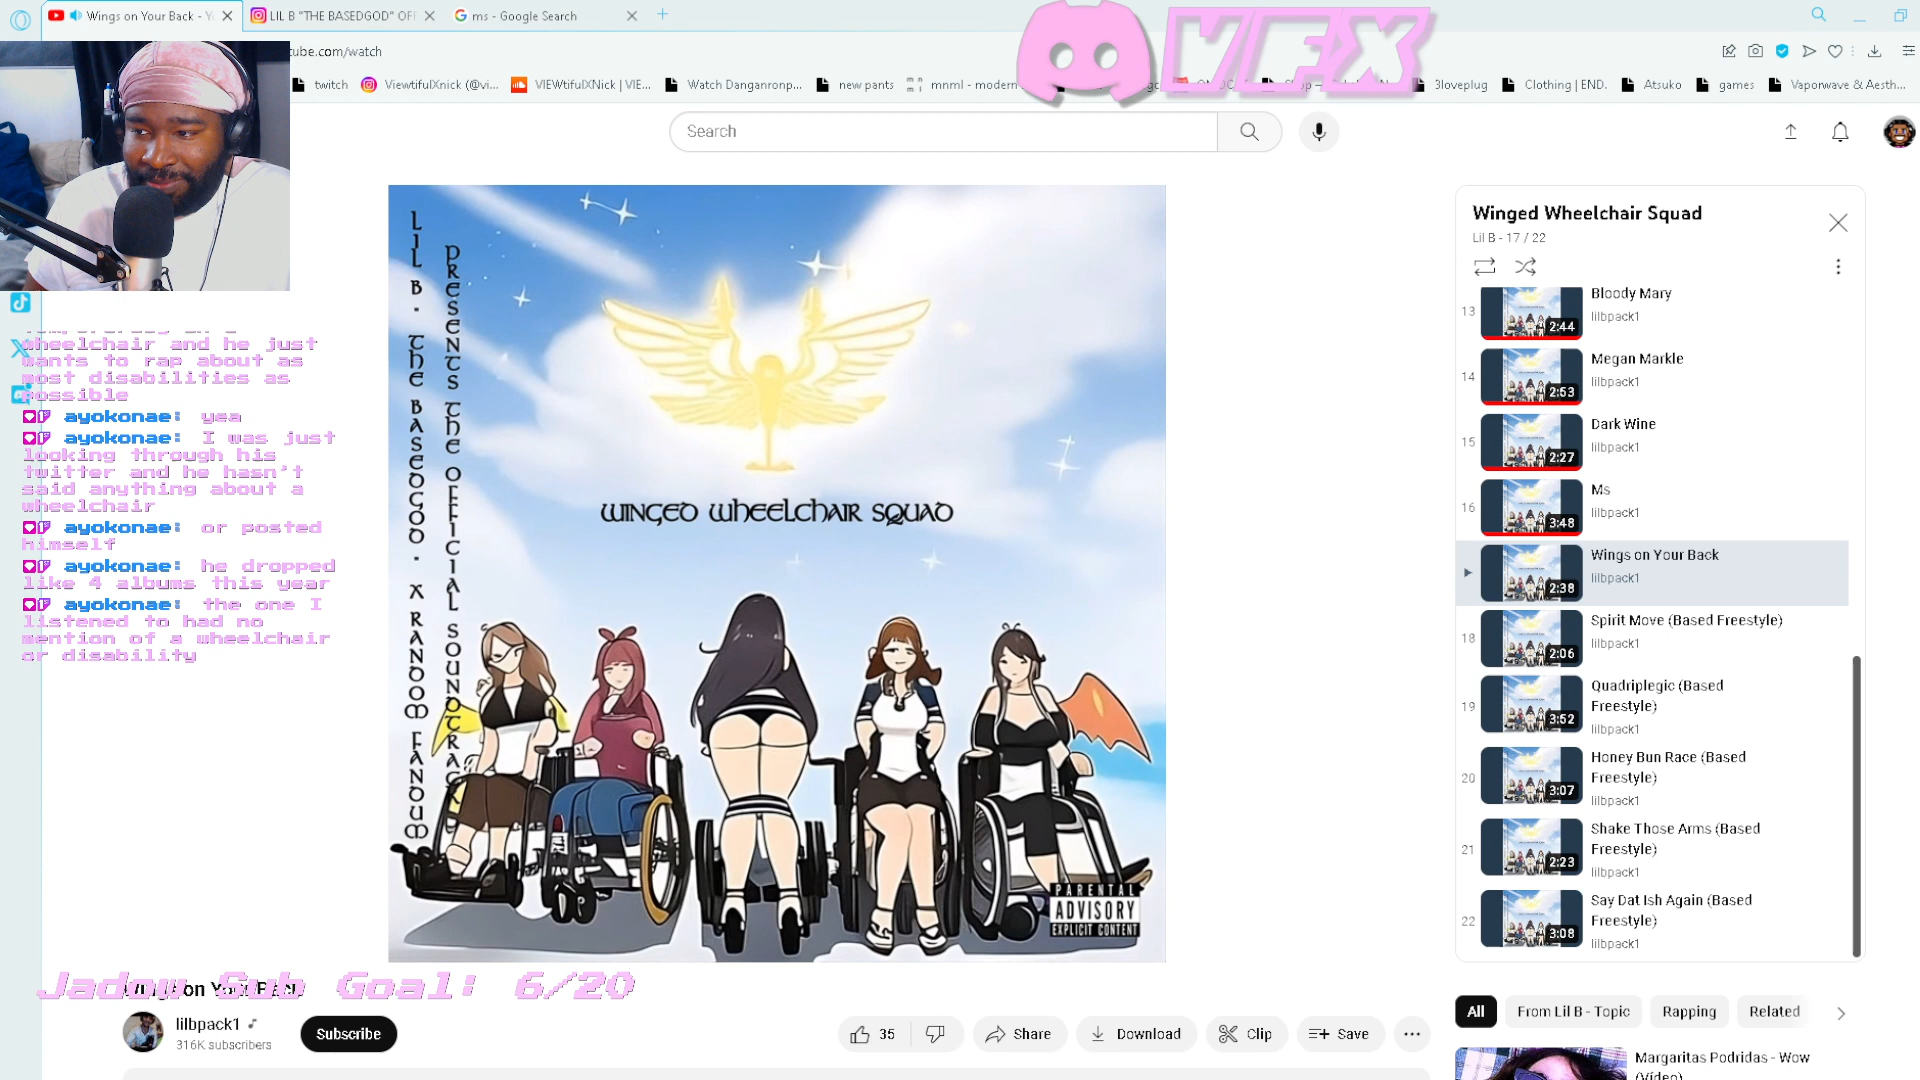 Wings on Your Back - Y
LIL B "THE BASEDGOD" OFF
ms - Google Search
VFX
tube.com/watch
twitch
ViewtifulXnick (@vi...
VIEWtifulXNick | VIE...
Watch Danganronp...
new pants
mnml - modern
3loveplug
Clothing | END.
Atsuko
games
Vaporwave & Aesth...
Search
wheelchair and he just
wants to rap about as
most disabilities as
possible
ayokonae: yea
ayokonae: I was just
looking through his
twitter and he hasn't
said anything about a
wheelchair
ayokonae: or posted
himself
ayokonae: he dropped
like 4 albums this year
ayokonae: the one I
listened to had no
mention of a wheelchair
or disability
LIL B - THE BASEDGOD - X RANDOM FANDUM
PRESENTS THE OFFICIAL SOUNDTRACK
WINGED WHEELCHAIR SQUAD
PARENTAL
ADVISORY
EXPLICIT CONTENT
Winged Wheelchair Squad
Lil B - 17 / 22
13
2:44
Bloody Mary
lilbpack1
14
2:53
Megan Markle
lilbpack1
15
2:27
Dark Wine
lilbpack1
16
3:48
Ms
lilbpack1
2:38
Wings on Your Back
lilbpack1
18
2:06
Spirit Move (Based Freestyle)
lilbpack1
19
3:52
Quadriplegic (Based
Freestyle)
lilbpack1
20
3:07
Honey Bun Race (Based
Freestyle)
lilbpack1
21
2:23
Shake Those Arms (Based
Freestyle)
lilbpack1
22
3:08
Say Dat Ish Again (Based
Freestyle)
lilbpack1
Jadow Sub Goal: 6/20
Wings on Your Back
lilbpack1
316K subscribers
Subscribe
35
Share
Download
Clip
Save
All
From Lil B - Topic
Rapping
Related
Margaritas Podridas - Wow
(Vídeo)